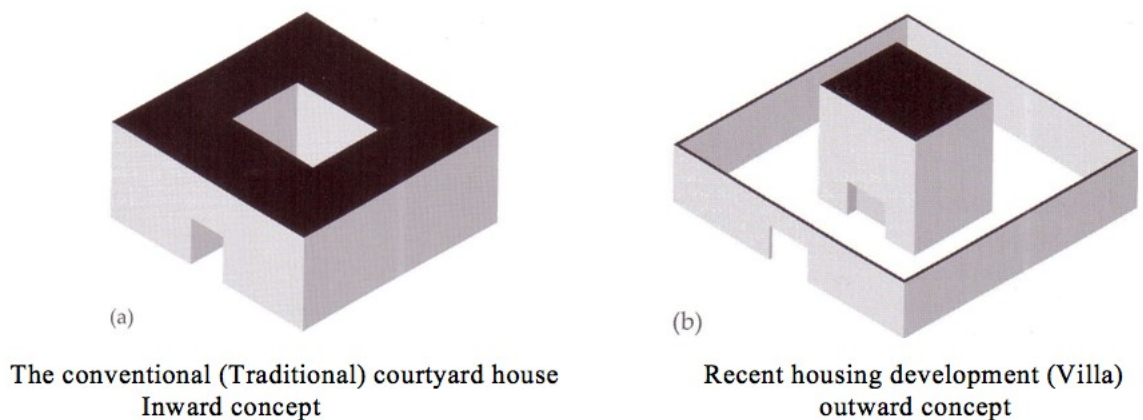 (a)
The conventional (Traditional) courtyard house
Inward concept
(b)
Recent housing development (Villa)
outward concept